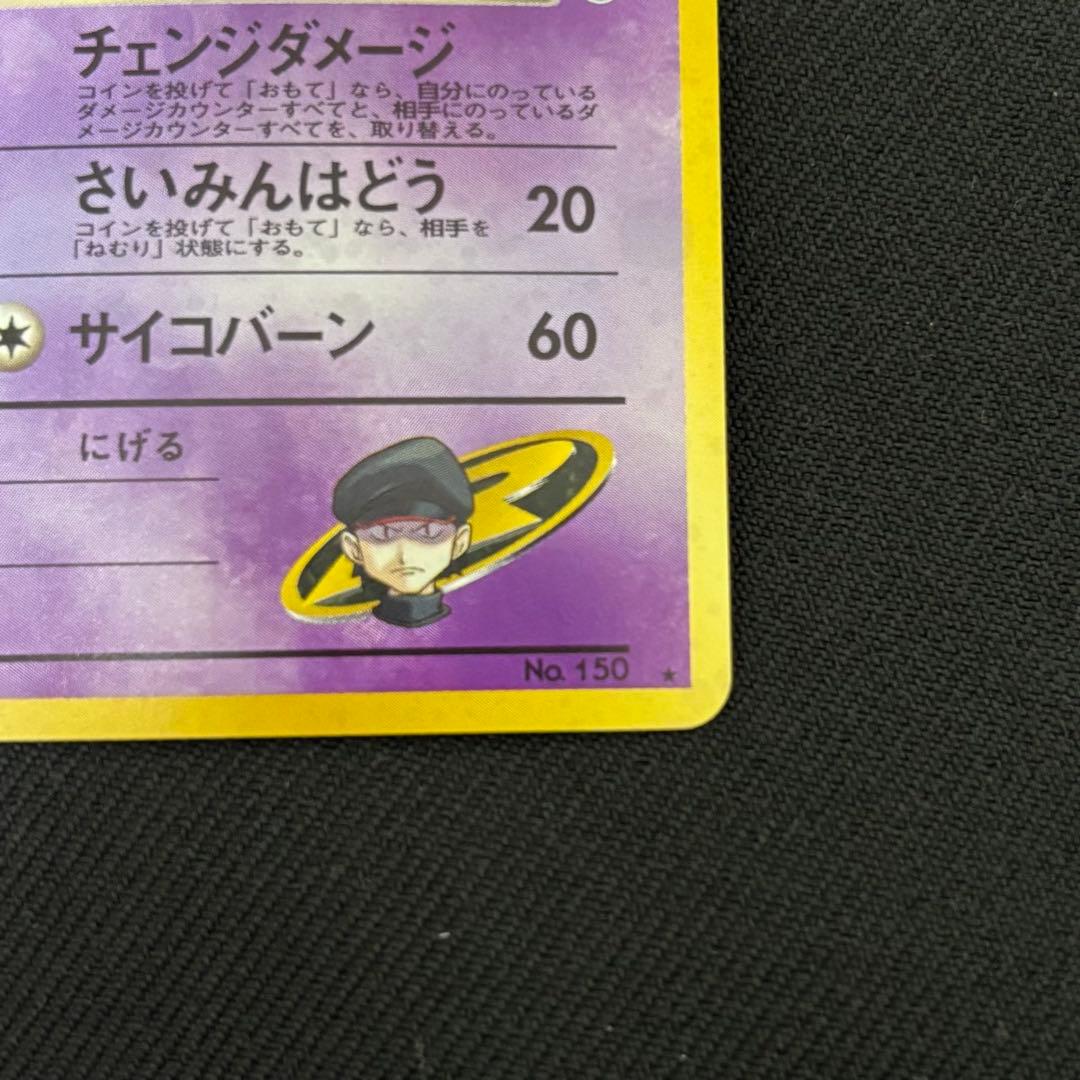 チェンジダメージ
コインを投げて「おもて」なら、自分にのっている
ダメージカウンターすべてと、相手にのっているダ
メージカウンターすべてを、取り替える。
さいみんはどう 20
コインを投げて「おもて」なら、相手を
「ねむり」状態にする。
サイコバーン 60
にげる
No. 150 ★